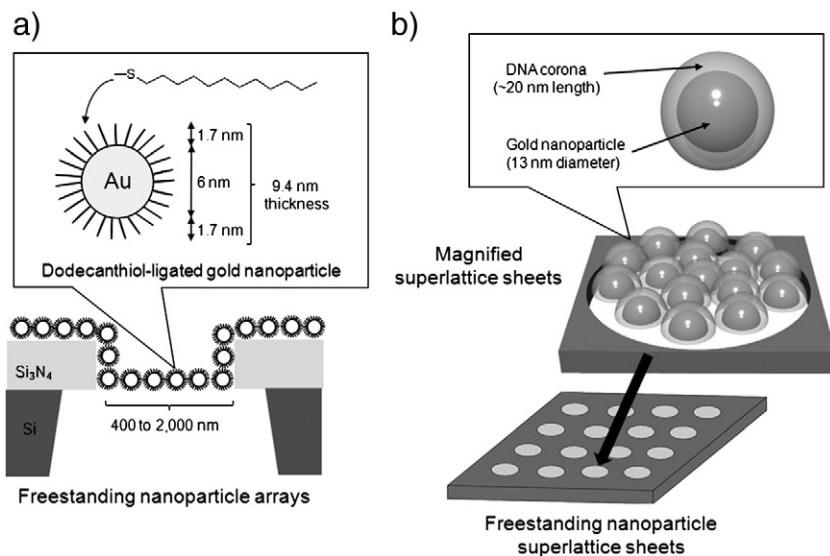 a)
S
1.7 nm
Au
6 nm
9.4 nm
thickness
1.7 nm
Dodecanthiol-ligated gold nanoparticle
Si3N4
Si
400 to 2,000 nm
Freestanding nanoparticle arrays
b)
DNA corona
(~20 nm length)
Gold nanoparticle
(13 nm diameter)
Magnified
superlattice sheets
Freestanding nanoparticle
superlattice sheets